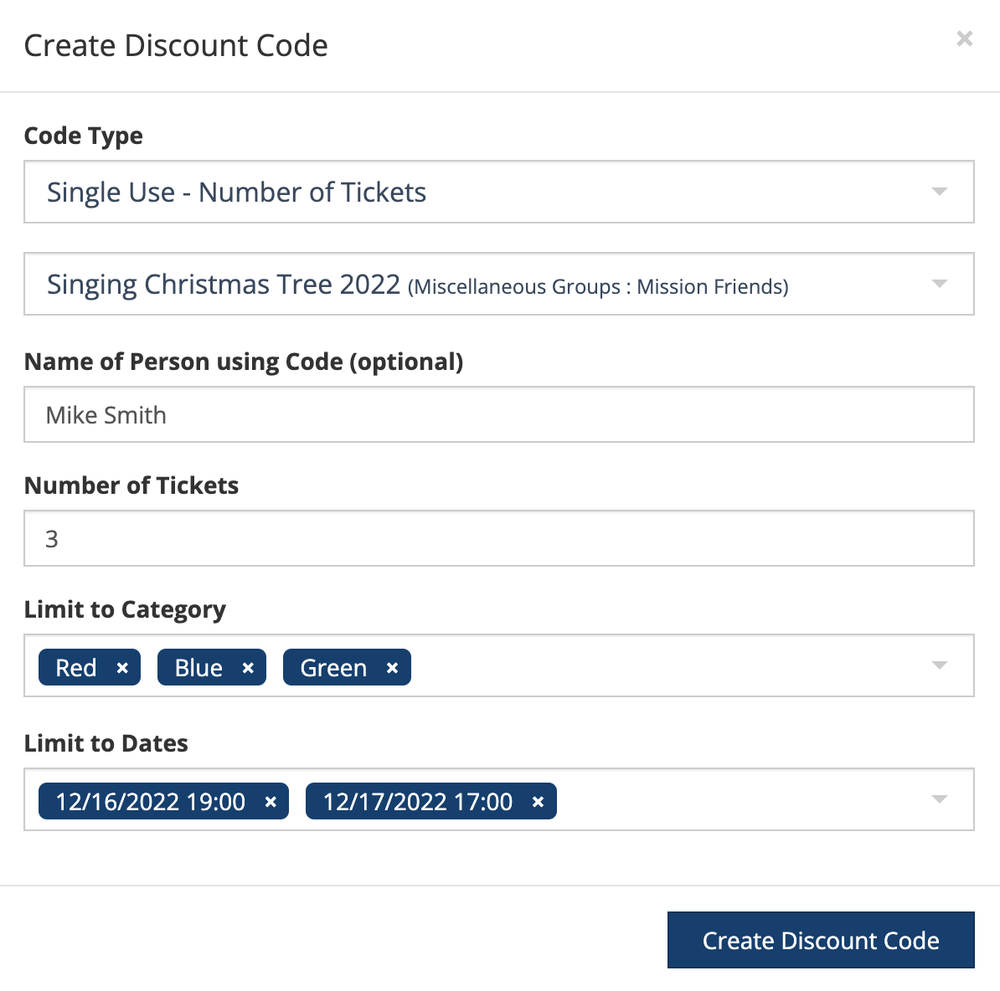 Create Discount Code
×
Code Type
Single Use - Number of Tickets
Singing Christmas Tree 2022 (Miscellaneous Groups : Mission Friends)
Name of Person using Code (optional)
Mike Smith
Number of Tickets
3
Limit to Category
Red × Blue × Green ×
Limit to Dates
12/16/2022 19:00 × 12/17/2022 17:00 ×
Create Discount Code